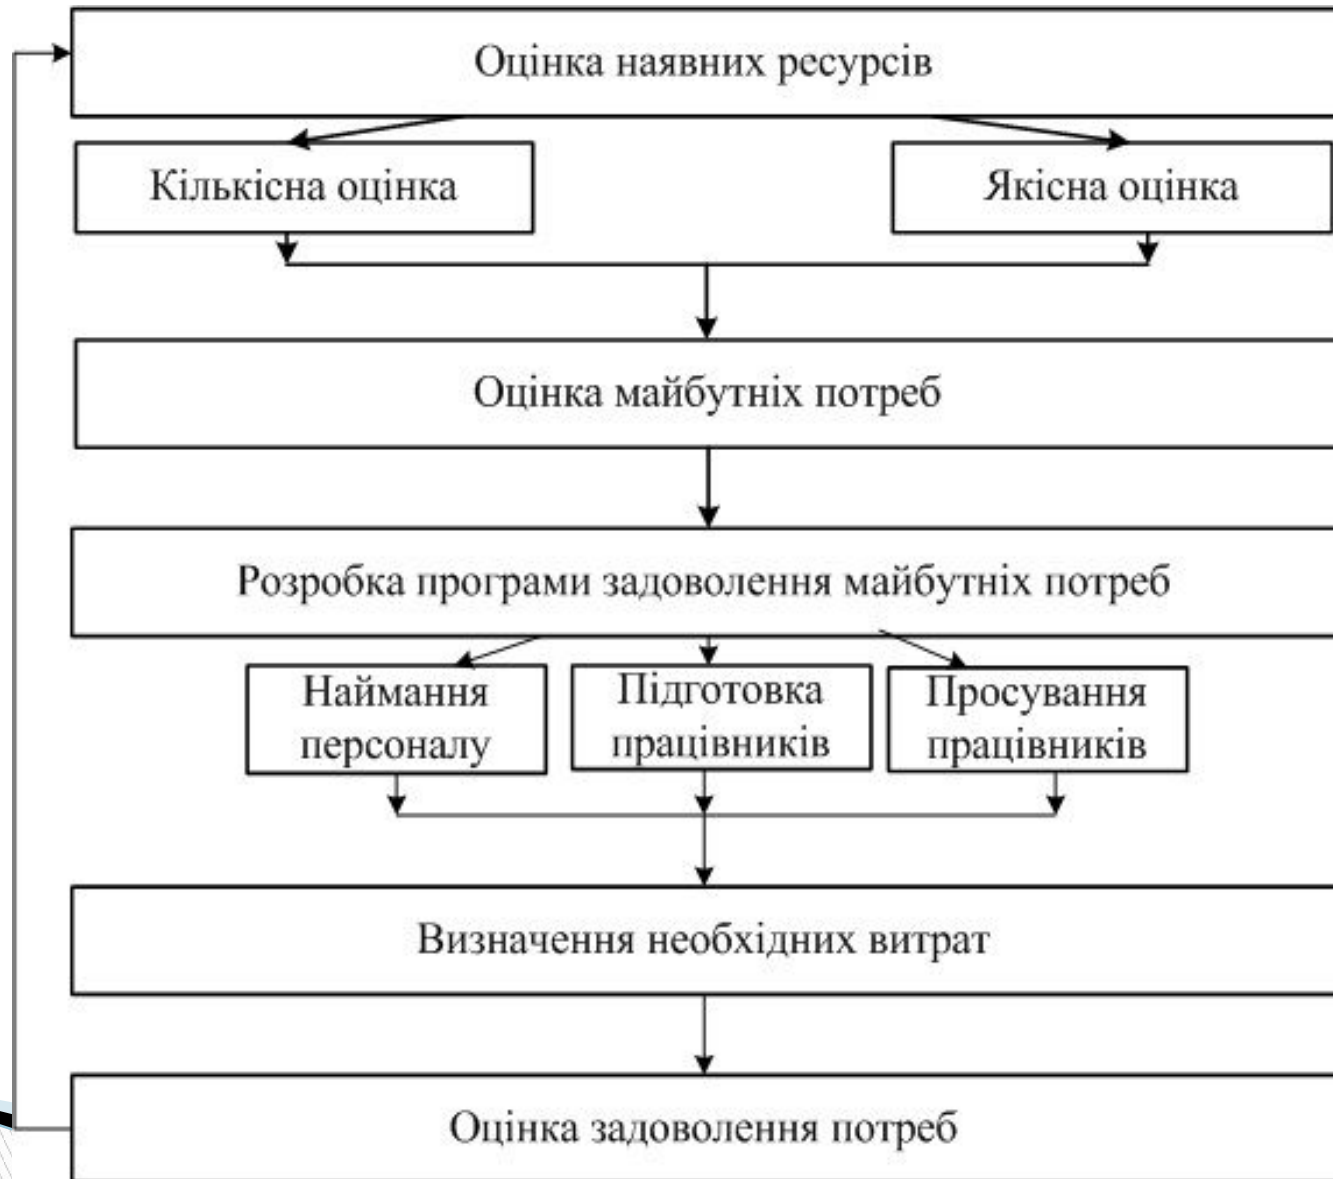 Оцінка наявних ресурсів
Кількісна оцінка
Якісна оцінка
Оцінка майбутніх потреб
Розробка програми задоволення майбутніх потреб
Наймання
персоналу
Підготовка
працівників
Просування
працівників
Визначення необхідних витрат
Оцінка задоволення потреб